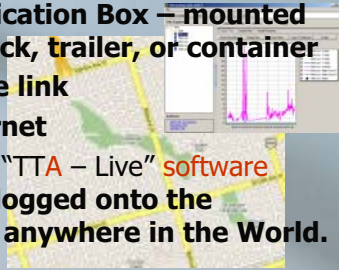 ication Box – mounted
ck, trailer, or container
e link
rnet
“TTA – Live” software
logged onto the
anywhere in the World.